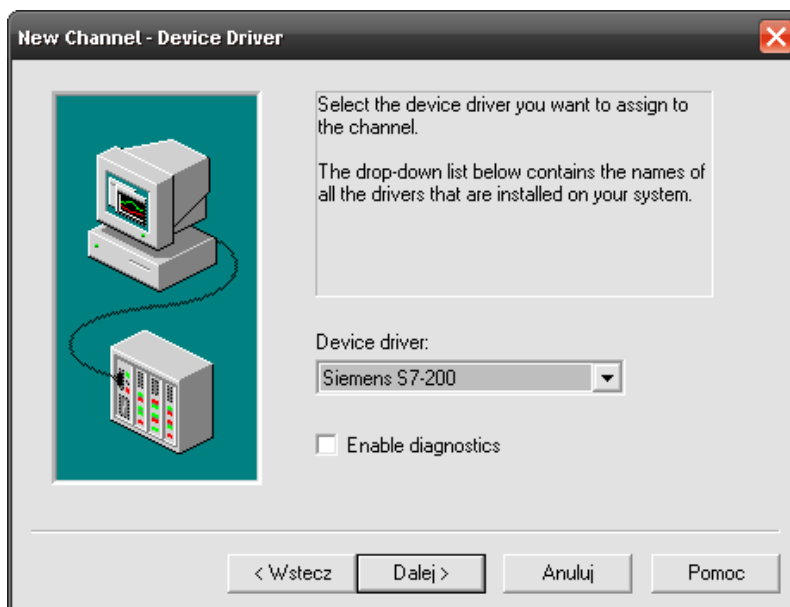 New Channel - Device Driver
Select the device driver you want to assign to
the channel.
The drop-down list below contains the names of
all the drivers that are installed on your system.
Device driver:
Siemens S7-200
Enable diagnostics
< Wstecz
Dalej >
Anuluj
Pomoc